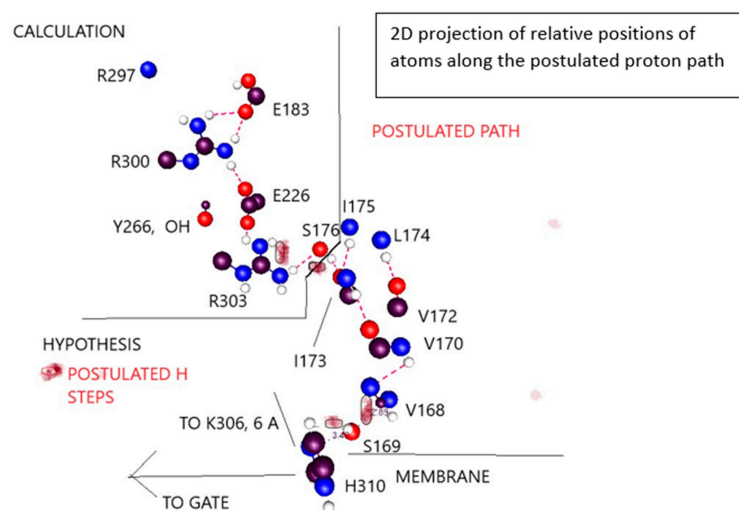 CALCULATION
2D projection of relative positions of
atoms along the postulated proton path
R297
E183
POSTULATED PATH
R300
E226
I175
S176
L174
Y266, OH
R303
V172
I173
V170
HYPOTHESIS
POSTULATED H
STEPS
V168
TO K306, 6 A
S169
MEMBRANE
H310
TO GATE